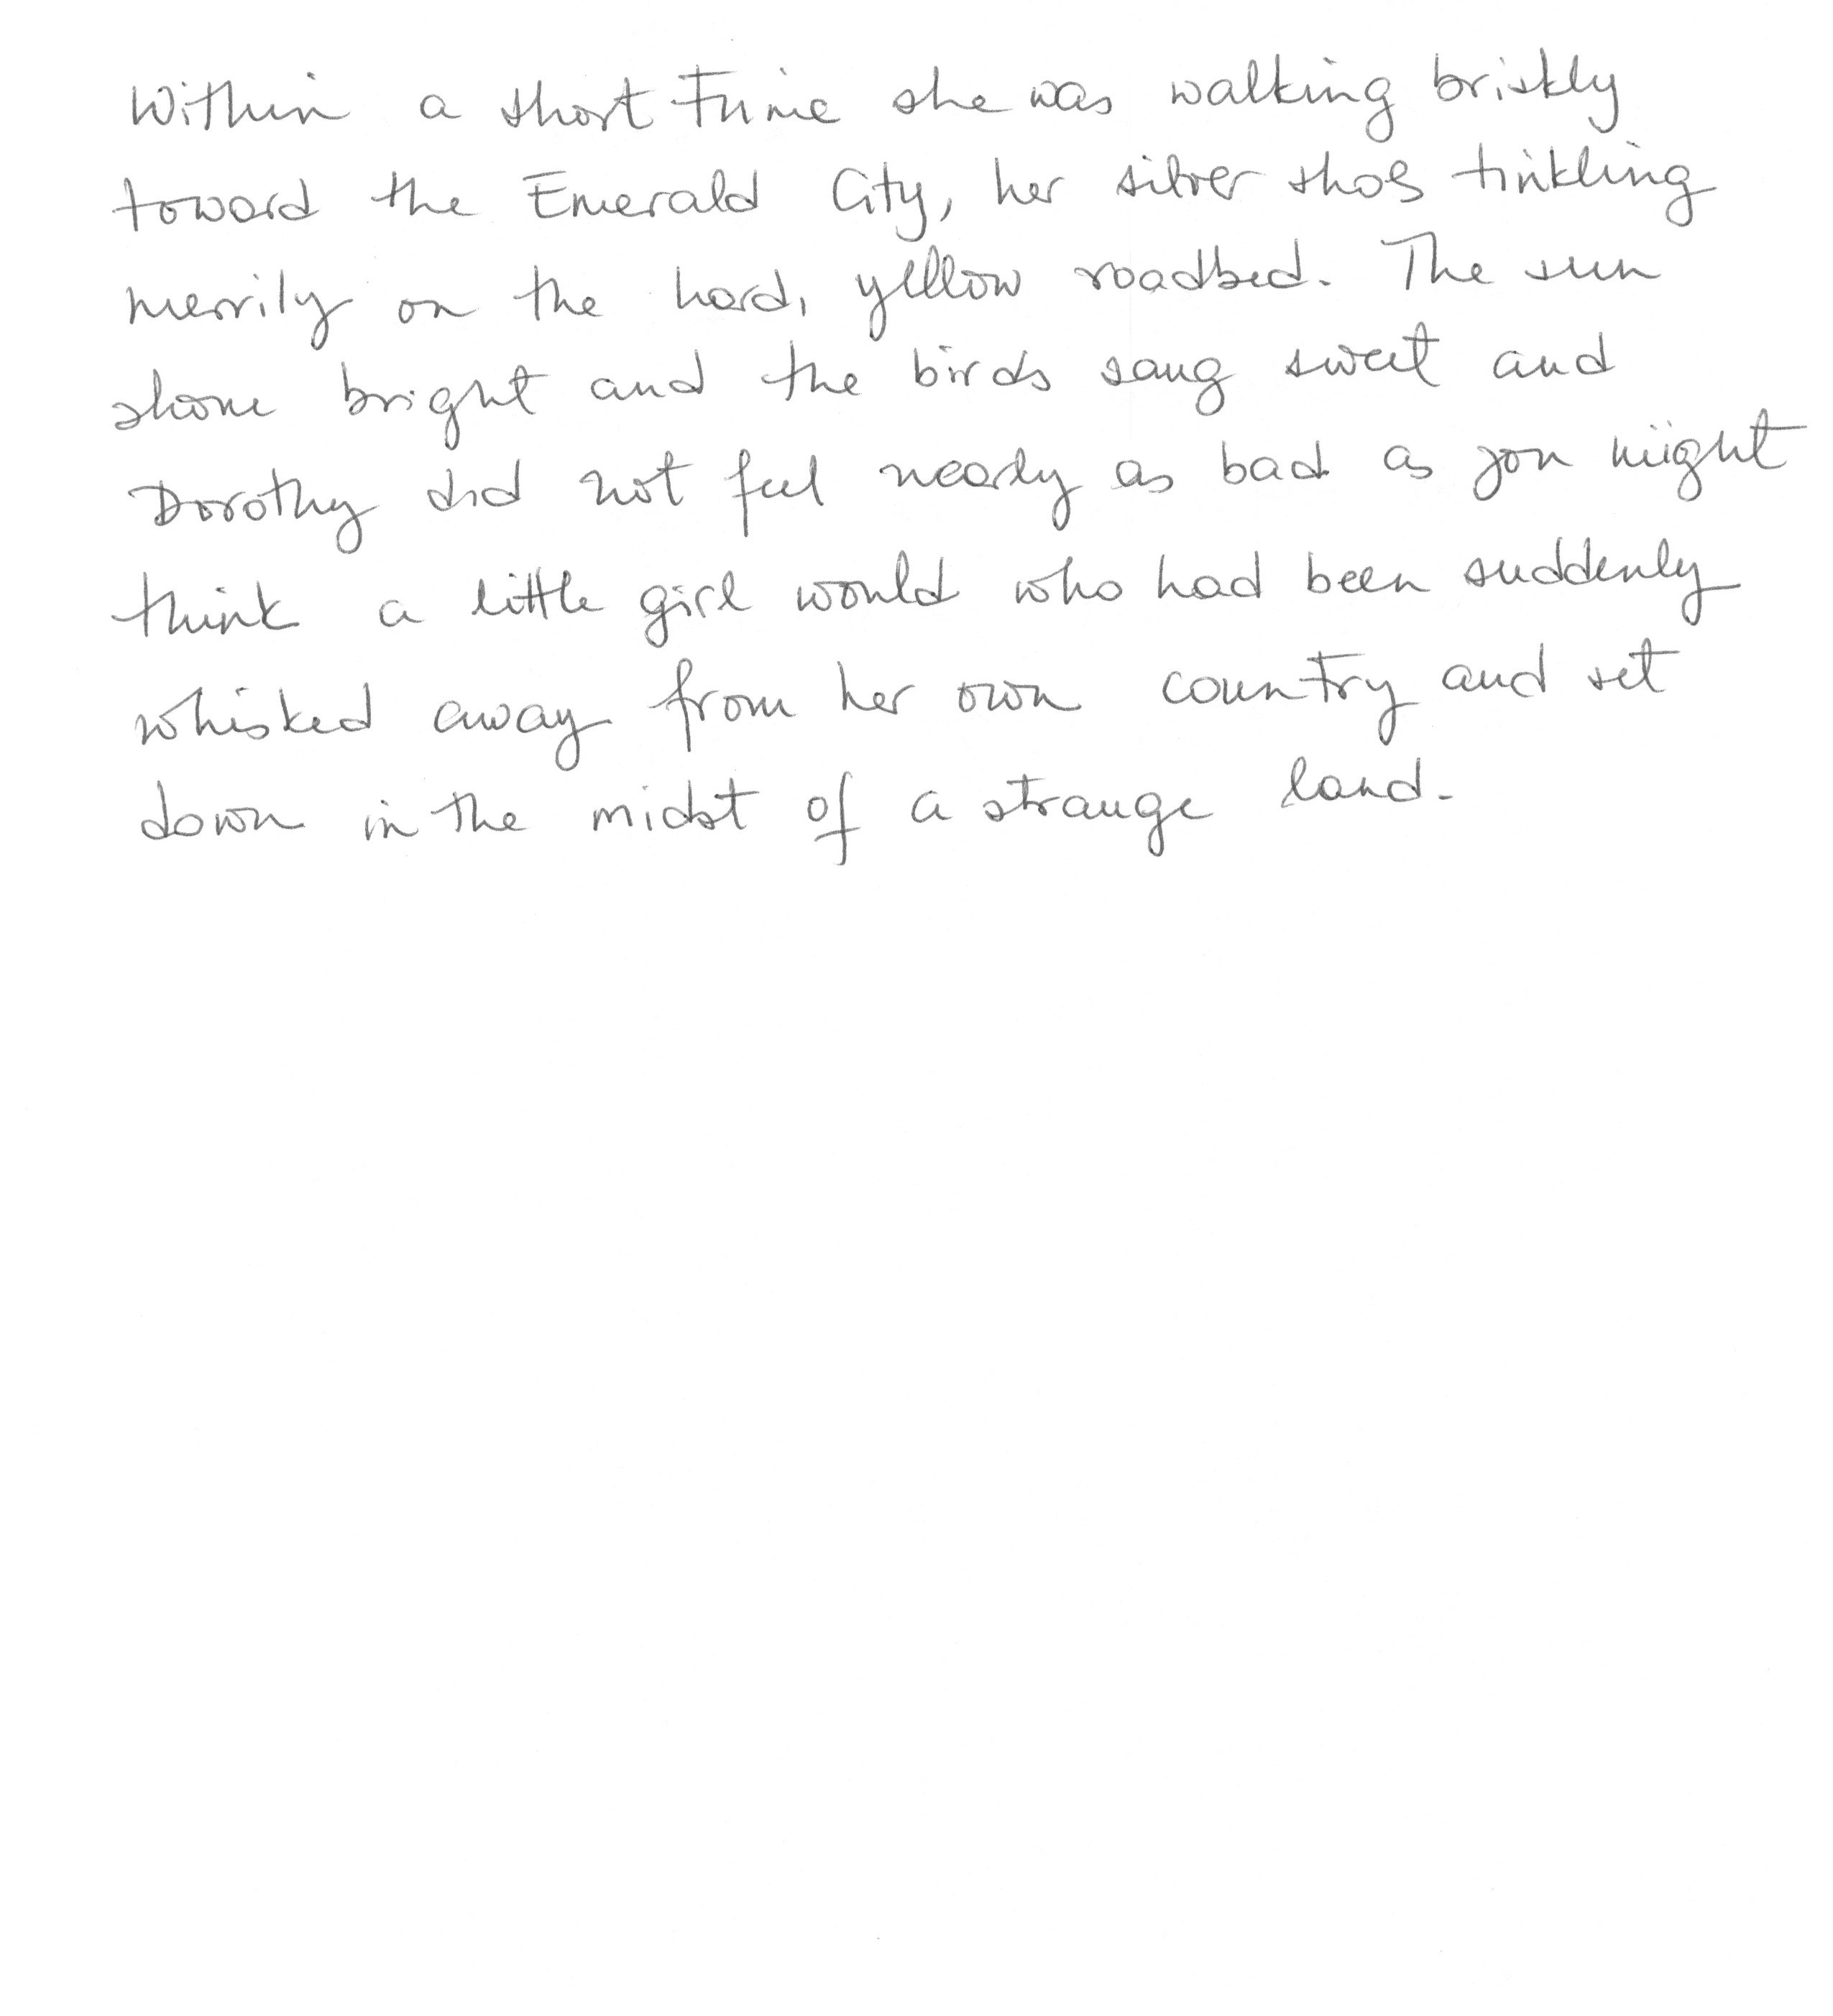 Within a short time she was walking briskly
toward the Emerald City, her silver shoes tinkling
merrily on the hard, yellow roadbed. The sun
shone bright and the birds sang sweet and
Dorothy did not feel nearly as bad as you might
think a little girl would who had been suddenly
whisked away from her own country and set
down in the midst of a strange land.